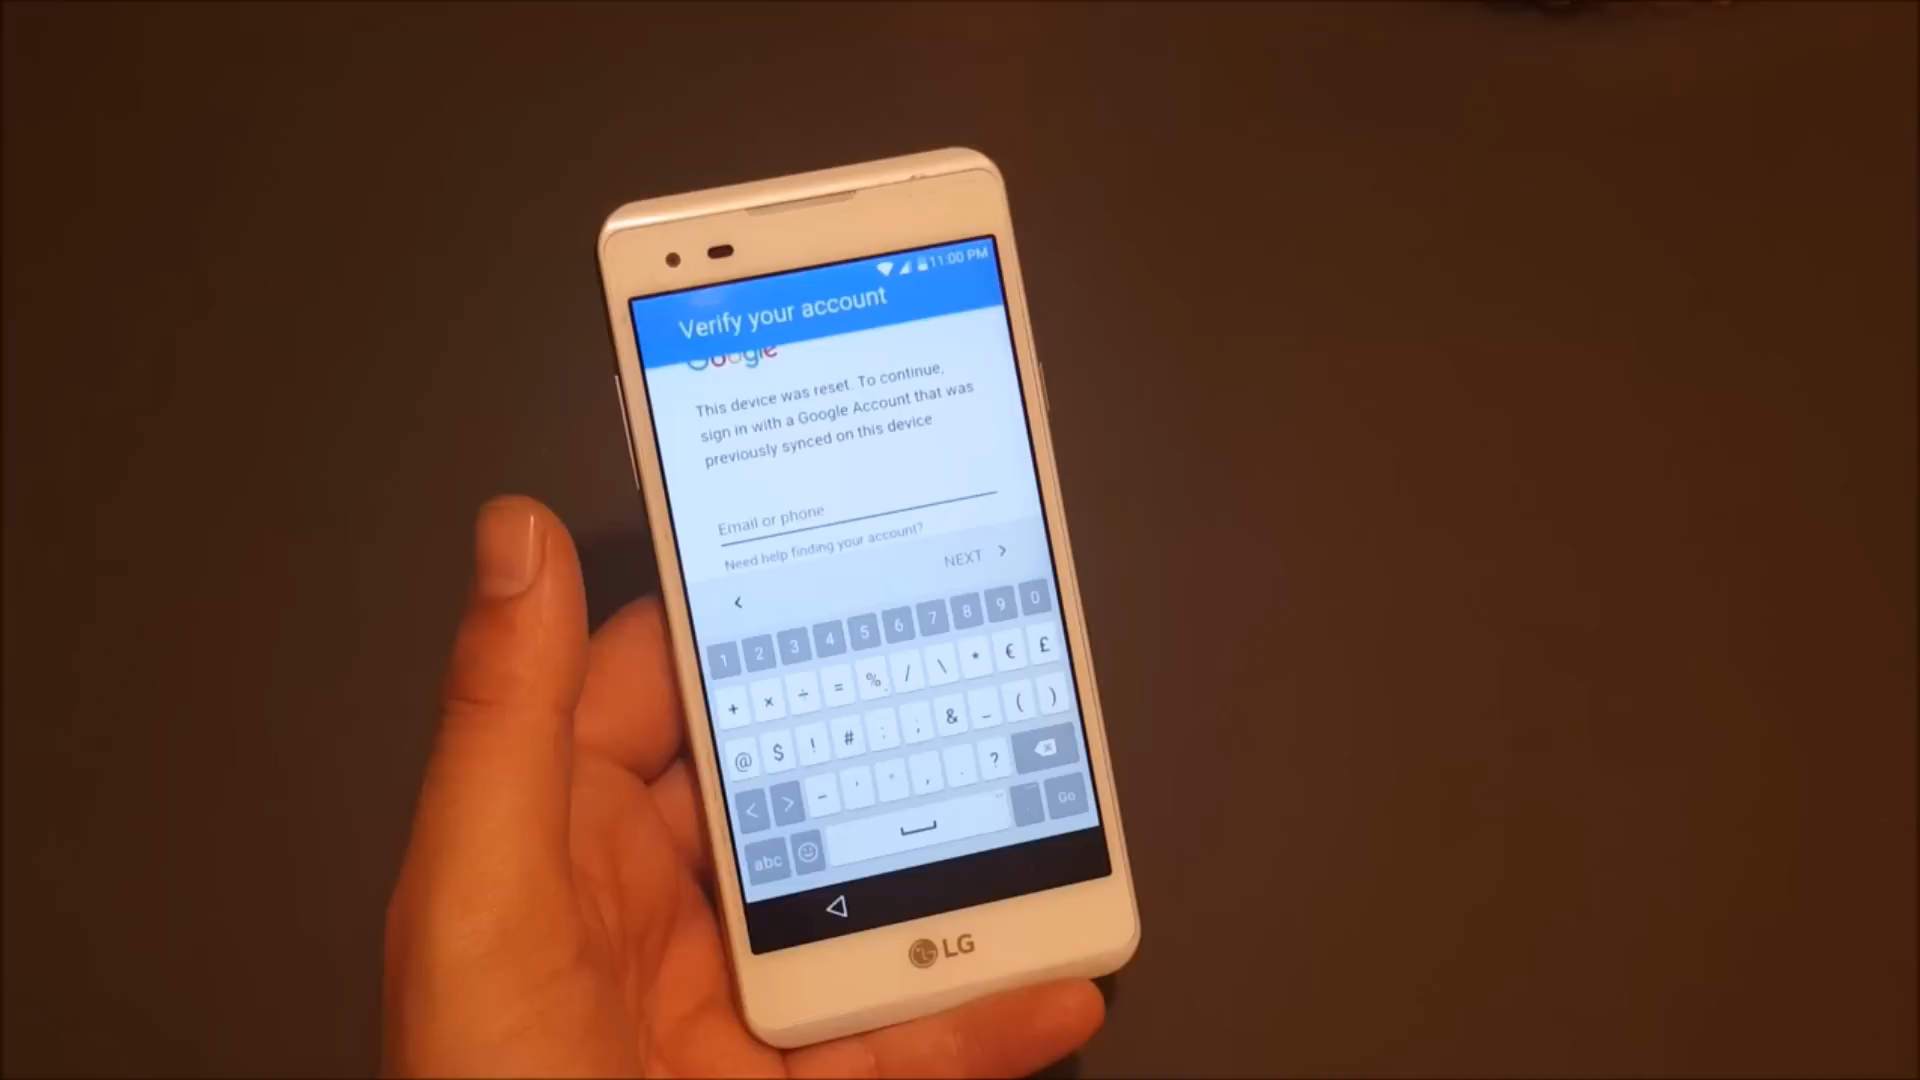 11:00 PM
Verify your account
Google
This device was reset. To continue,
sign in with a Google Account that was
previously synced on this device
Email or phone
Need help finding your account?
NEXT >
<
1 2 3 4 5 6 7 8 9 0
+ × ÷ = % / \ * € £
@ $ ! # : ; & _ ( )
< > - ' " , . ?
abc . Go
LG